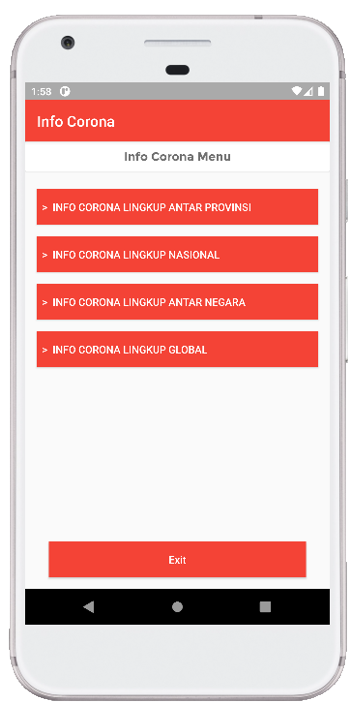 1:58
Info Corona
Info Corona Menu
> INFO CORONA LINGKUP ANTAR PROVINSI
> INFO CORONA LINGKUP NASIONAL
> INFO CORONA LINGKUP ANTAR NEGARA
> INFO CORONA LINGKUP GLOBAL
Exit